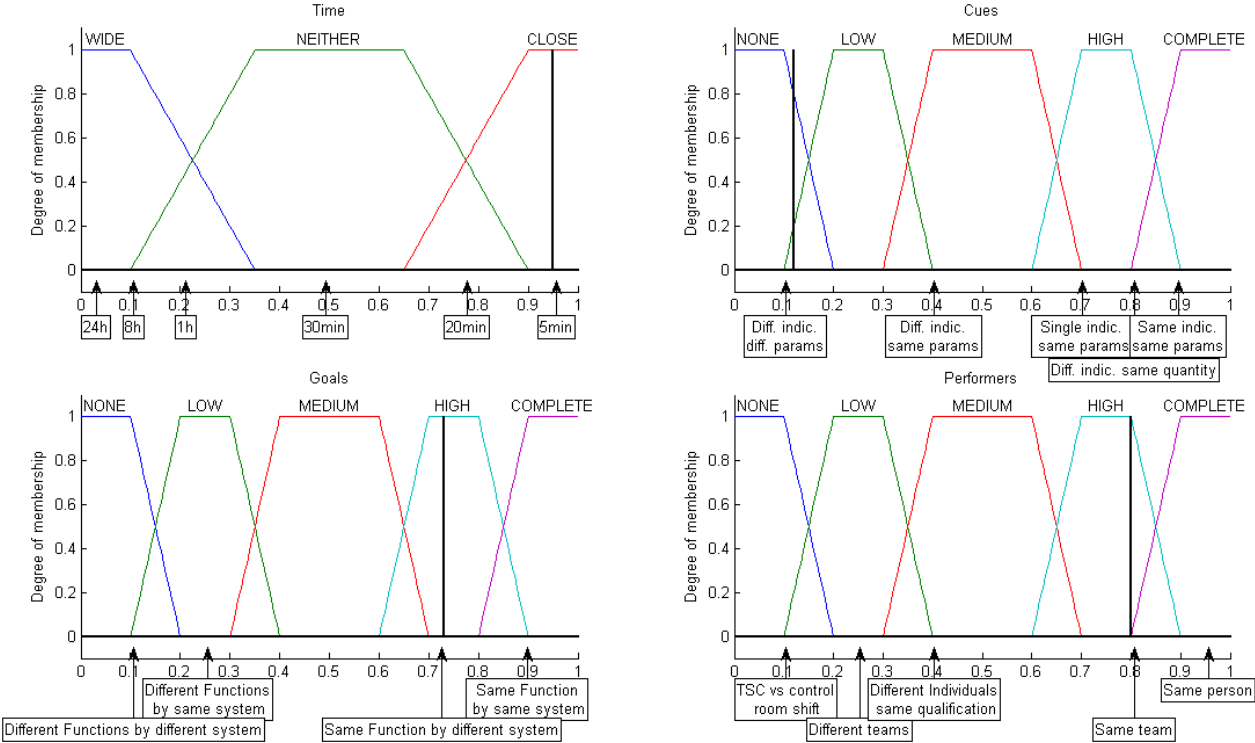 Time
WIDE
NEITHER
CLOSE
Degree of membership
1
0.8
0.6
0.4
0.2
0
0 0.1 0.2 0.3 0.4 0.5 0.6 0.7 0.8 0.9 1
24h
8h
1h
30min
20min
5min
Cues
NONE
LOW
MEDIUM
HIGH
COMPLETE
Degree of membership
1
0.8
0.6
0.4
0.2
0
0 0.1 0.2 0.3 0.4 0.5 0.6 0.7 0.8 0.9 1
Diff. indic.
diff. params
Diff. indic.
same params
Single indic.
same params
Same indic.
same params
Diff. indic. same quantity
Goals
NONE
LOW
MEDIUM
HIGH
COMPLETE
Degree of membership
1
0.8
0.6
0.4
0.2
0
0 0.1 0.2 0.3 0.4 0.5 0.6 0.7 0.8 0.9 1
Different Functions
by same system
Same Function
by same system
Different Functions by different system
Same Function by different system
Performers
NONE
LOW
MEDIUM
HIGH
COMPLETE
Degree of membership
1
0.8
0.6
0.4
0.2
0
0 0.1 0.2 0.3 0.4 0.5 0.6 0.7 0.8 0.9 1
TSC vs control
room shift
Different Individuals
same qualification
Same person
Different teams
Same team